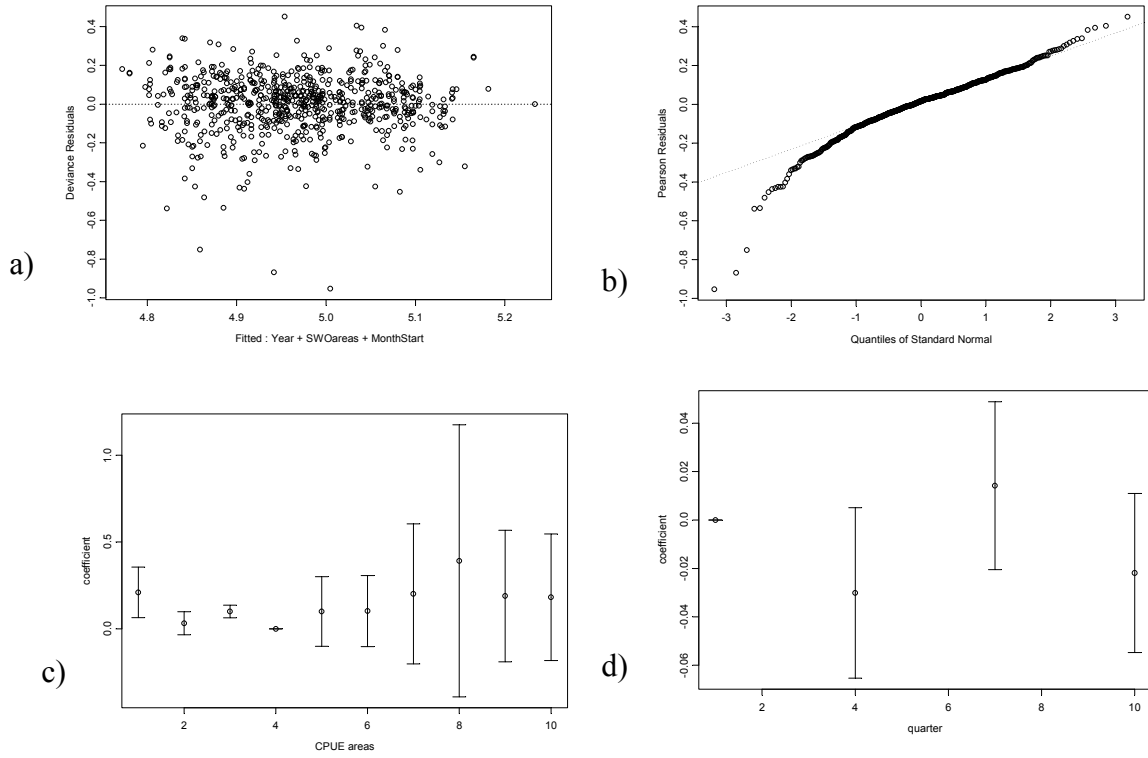 a)
Deviance Residuals
0.4
0.2
0.0
-0.2
-0.4
-0.6
-0.8
-1.0
4.8 4.9 5.0 5.1 5.2
Fitted : Year + SWOareas + MonthStart
b)
Pearson Residuals
0.4
0.2
0.0
-0.2
-0.4
-0.6
-0.8
-1.0
-3 -2 -1 0 1 2 3
Quantiles of Standard Normal
c)
coefficient
1.0
0.5
0.0
2 4 6 8 10
CPUE areas
d)
coefficient
0.04
0.02
0.0
-0.02
-0.04
-0.06
2 4 6 8 10
quarter